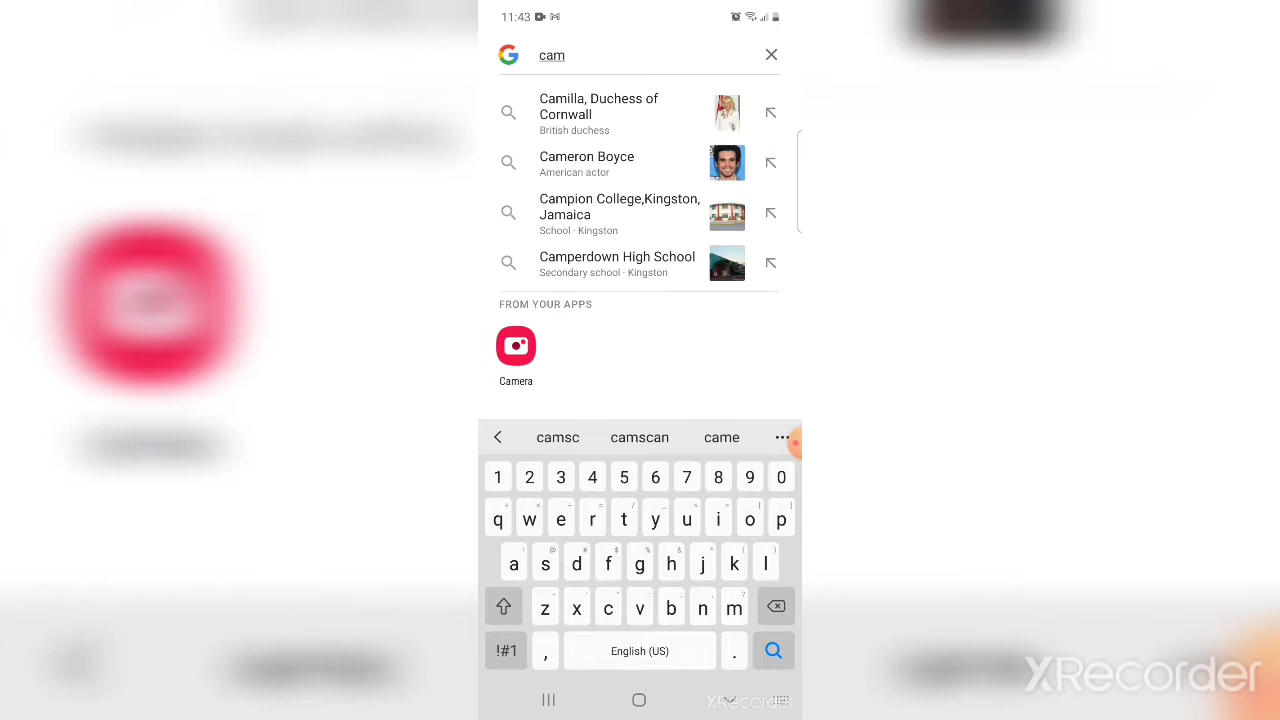 11:43
cam
Camilla, Duchess of
Cornwall
British duchess
Cameron Boyce
American actor
Campion College,Kingston,
Jamaica
School · Kingston
Camperdown High School
Secondary school · Kingston
FROM YOUR APPS
Camera
camsc camscan came
1 2 3 4 5 6 7 8 9 0
q w e r t y u i o p
a s d f g h j k l
z x c v b n m
!#1 , English (US) .
XRecorder
XRecorder